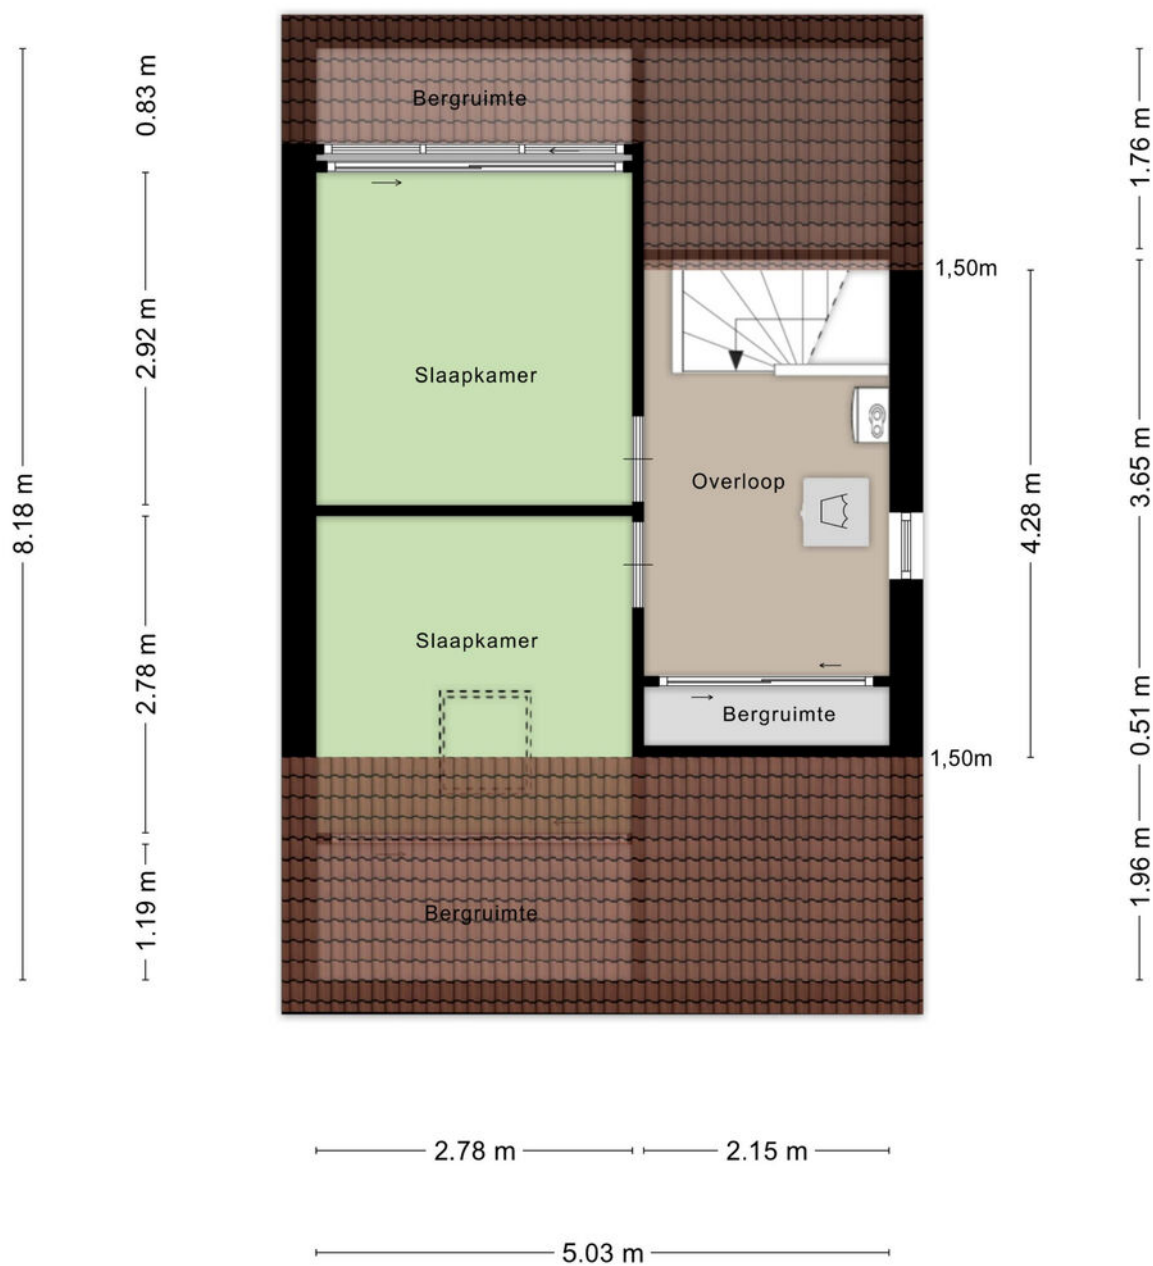 Bergruimte
0.83 m
1.76 m
1,50m
2.92 m
Slaapkamer
3.65 m
Overloop
8.18 m
4.28 m
Slaapkamer
2.78 m
0.51 m
Bergruimte
1,50m
1.96 m
1.19 m
Bergruimte
2.78 m
2.15 m
5.03 m